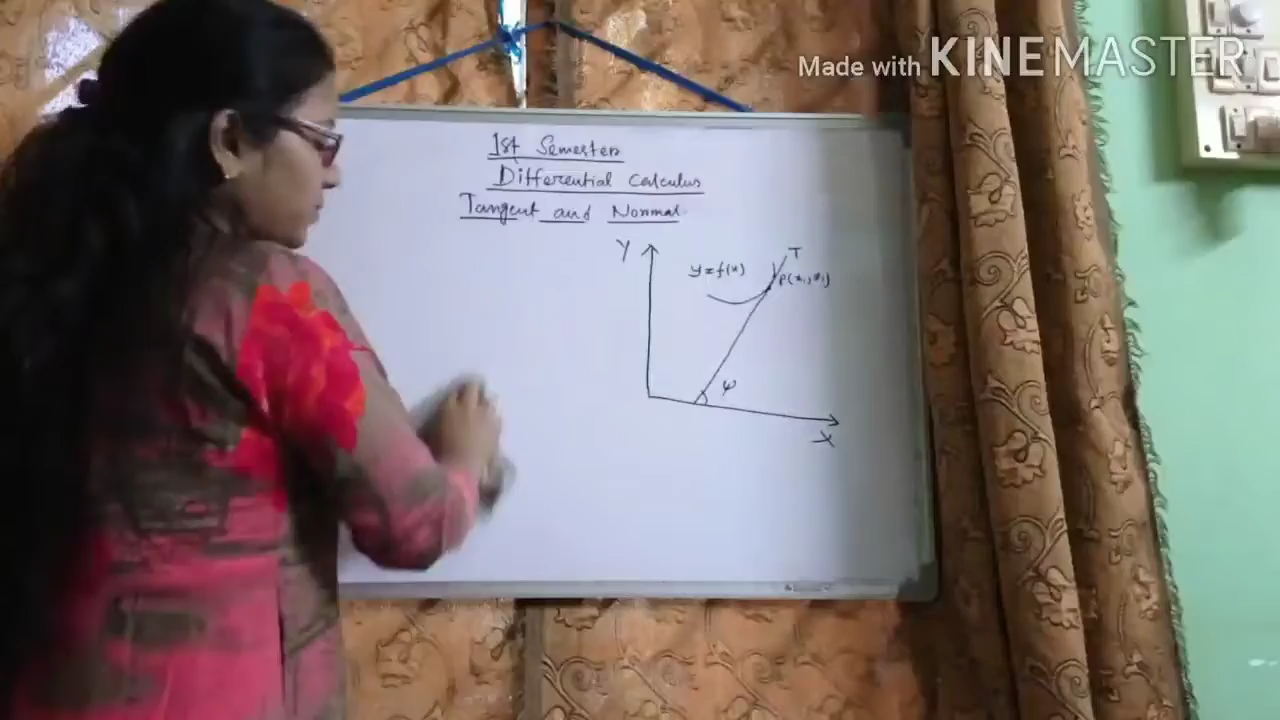 Made with KINEMASTER
1st Semester
Differential Calculus
Tangent and Normal
Y
T
y=f(x)
P(x1, y1)
ψ
X